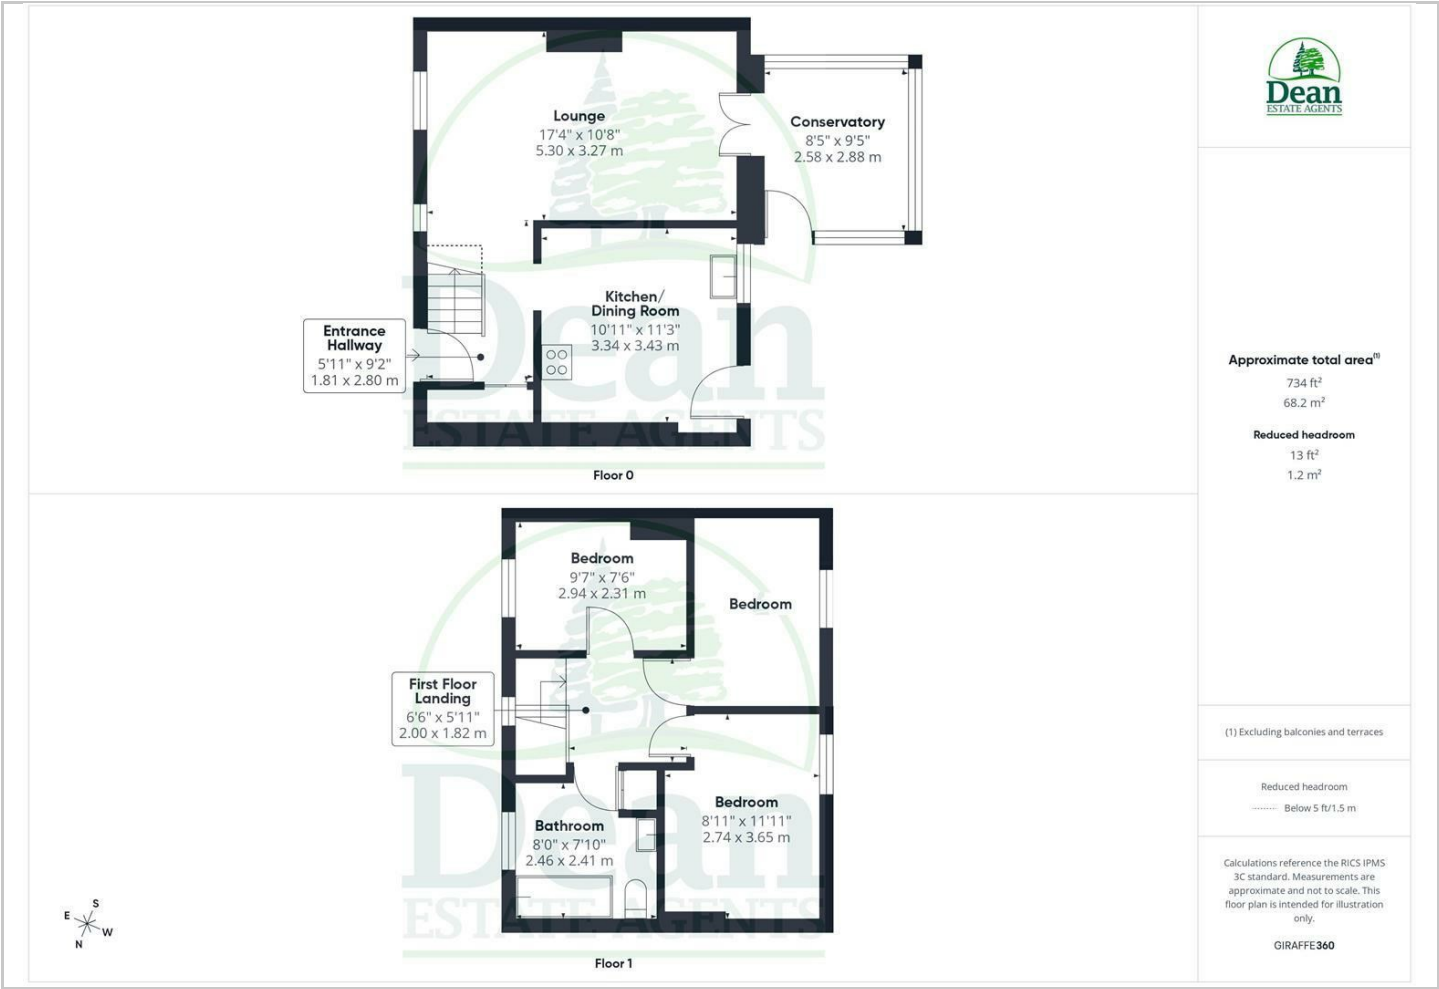 Lounge
17'4" x 10'8"
5.30 x 3.27 m
Conservatory
8'5" x 9'5"
2.58 x 2.88 m
Kitchen/
Dining Room
10'11" x 11'3"
3.34 x 3.43 m
Entrance
Hallway
5'11" x 9'2"
1.81 x 2.80 m
Dean
ESTATE AGENTS
Floor 0
Bedroom
9'7" x 7'6"
2.94 x 2.31 m
Bedroom
First Floor
Landing
6'6" x 5'11"
2.00 x 1.82 m
Bedroom
8'11" x 11'11"
2.74 x 3.65 m
Bathroom
8'0" x 7'10"
2.46 x 2.41 m
Dean
ESTATE AGENTS
Floor 1
S
E
W
N
Dean
ESTATE AGENTS
Approximate total area(1)
734 ft²
68.2 m²
Reduced headroom
13 ft²
1.2 m²
(1) Excluding balconies and terraces
Reduced headroom
Below 5 ft/1.5 m
Calculations reference the RICS IPMS
3C standard. Measurements are
approximate and not to scale. This
floor plan is intended for illustration
only.
GIRAFFE360